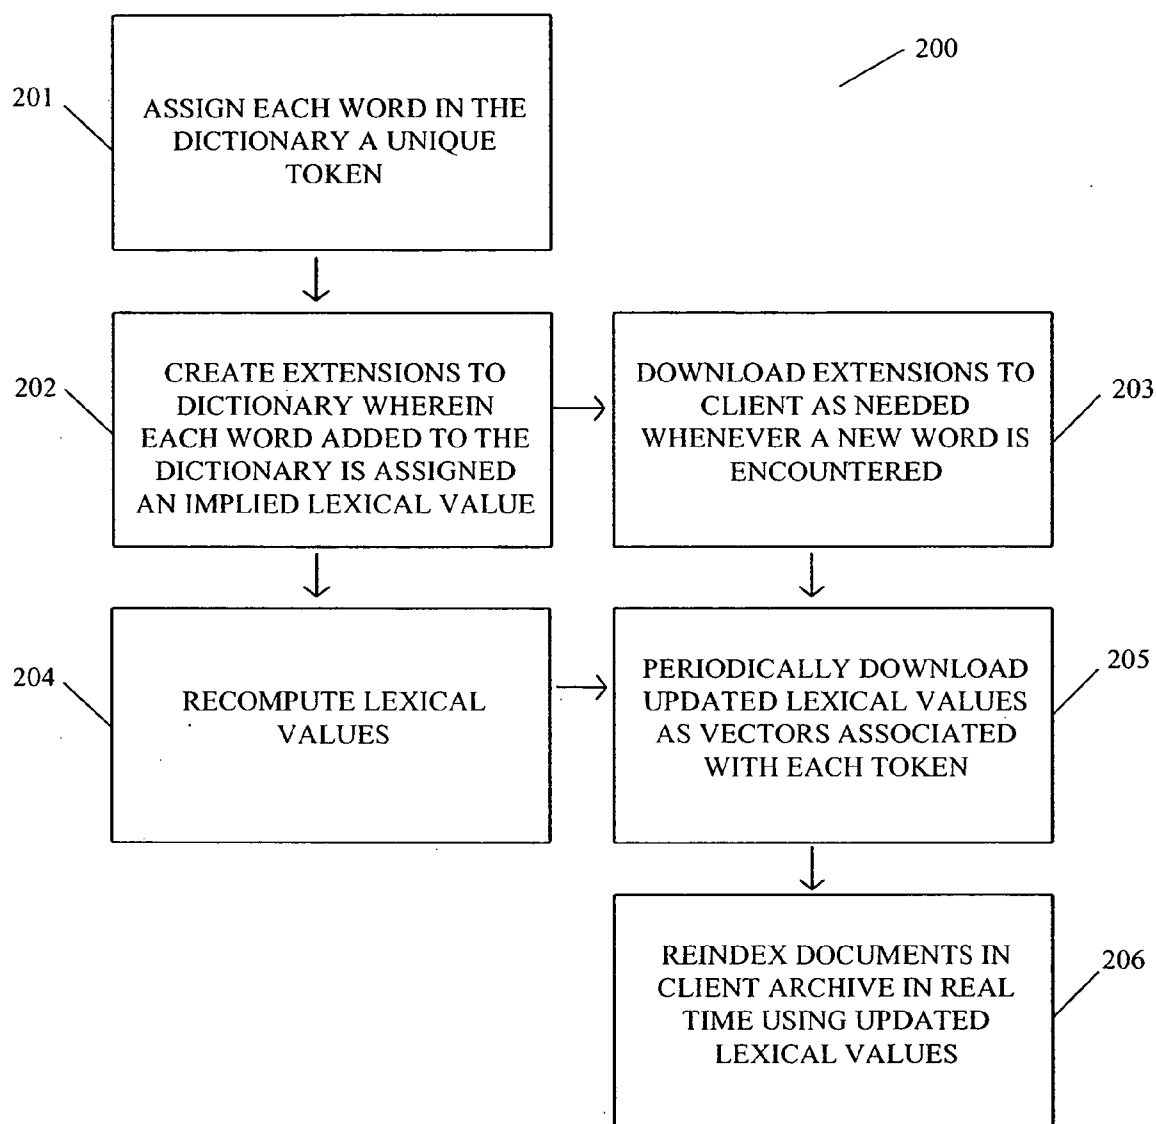 200
201
ASSIGN EACH WORD IN THE
DICTIONARY A UNIQUE
TOKEN
202
CREATE EXTENSIONS TO
DICTIONARY WHEREIN
EACH WORD ADDED TO THE
DICTIONARY IS ASSIGNED
AN IMPLIED LEXICAL VALUE
DOWNLOAD EXTENSIONS TO
CLIENT AS NEEDED
WHENEVER A NEW WORD IS
ENCOUNTERED
203
204
RECOMPUTE LEXICAL
VALUES
PERIODICALLY DOWNLOAD
UPDATED LEXICAL VALUES
AS VECTORS ASSOCIATED
WITH EACH TOKEN
205
REINDEX DOCUMENTS IN
CLIENT ARCHIVE IN REAL
TIME USING UPDATED
LEXICAL VALUES
206